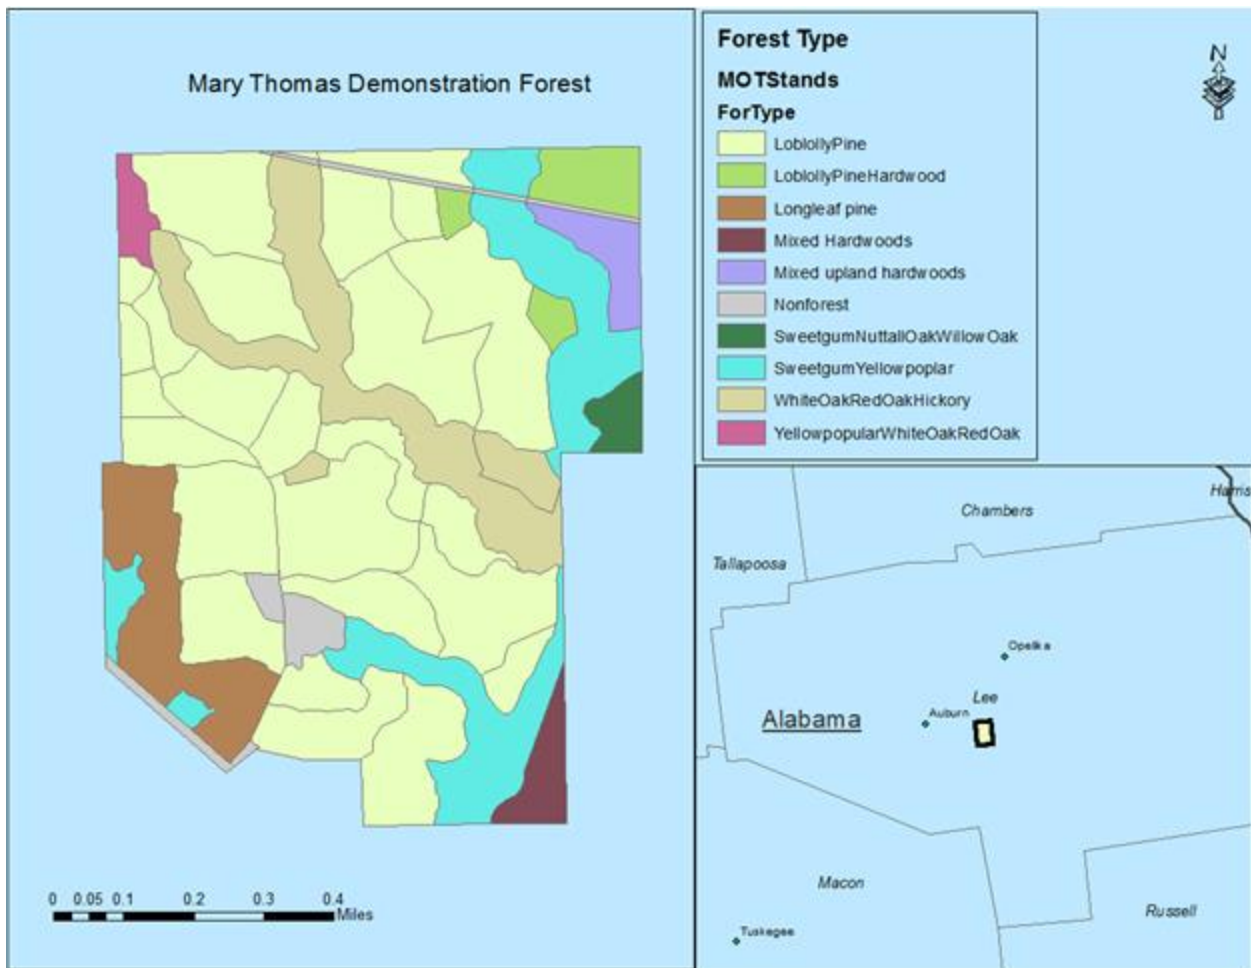 Mary Thomas Demonstration Forest
0 0.05 0.1 0.2 0.3 0.4
Miles
Forest Type
MOTStands
ForType
LoblollyPine
LoblollyPineHardwood
Longleaf pine
Mixed Hardwoods
Mixed upland hardwoods
Nonforest
SweetgumNuttallOakWillowOak
SweetgumYellowpoplar
WhiteOakRedOakHickory
YellowpopularWhiteOakRedOak
N
Harris
Chambers
Tallapoosa
Opelika
Lee
Auburn
Alabama
Macon
Russell
Tuskegee